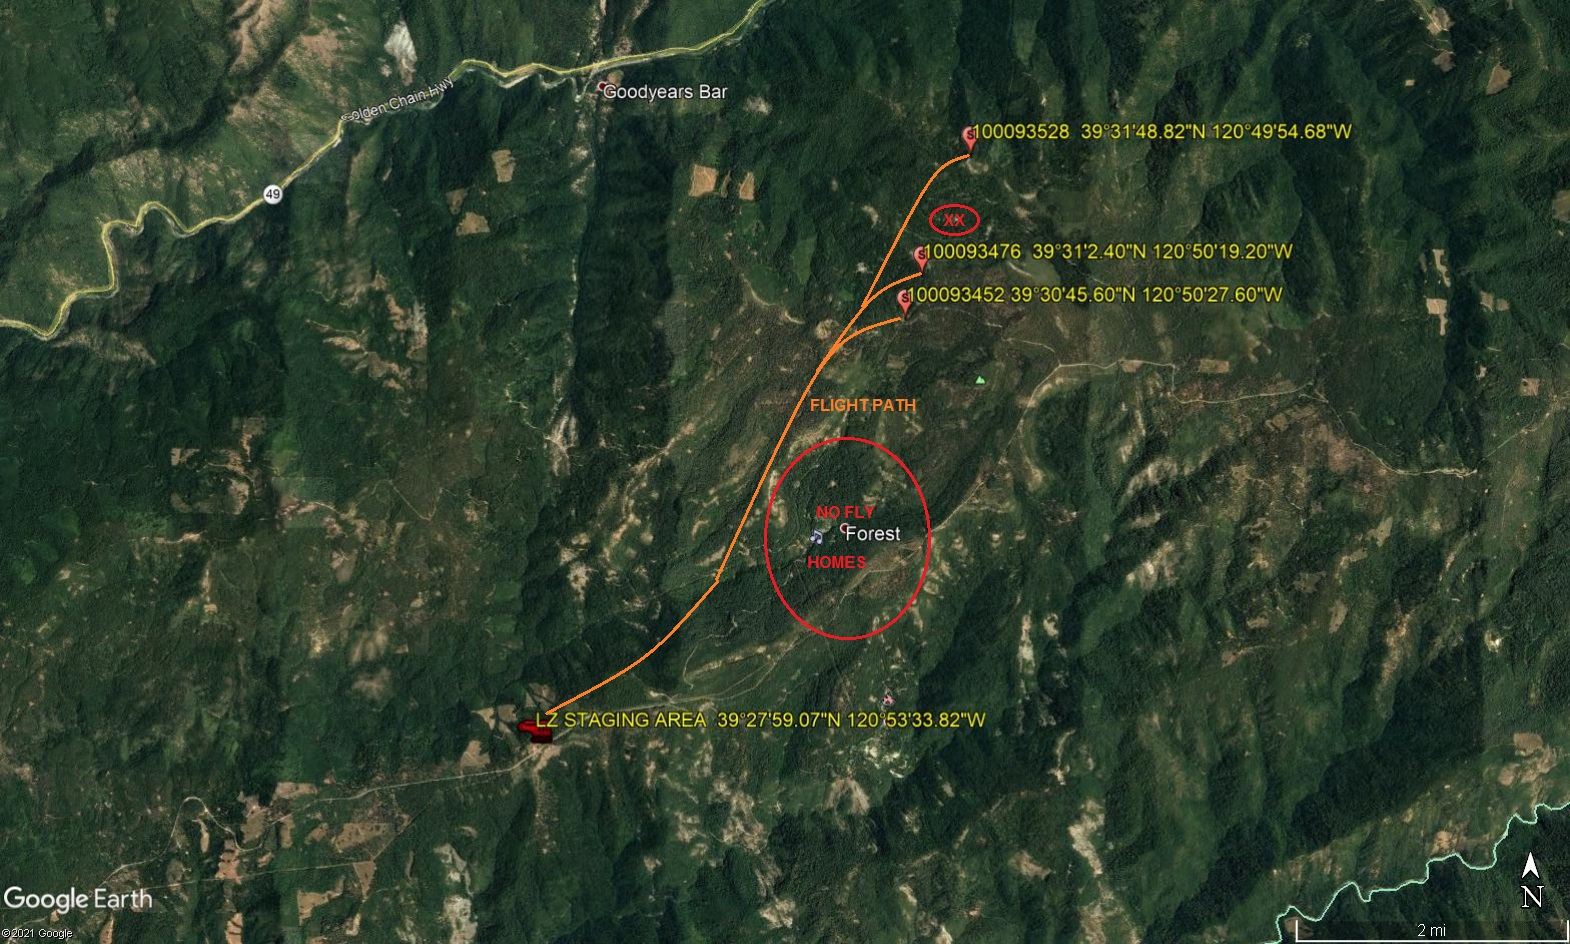 Goodyears Bar
Golden Chain Hwy
100093528 39°31'48.82"N 120°49'54.68"W
49
XX
100093476 39°31'2.40"N 120°50'19.20"W
100093452 39°30'45.60"N 120°50'27.60"W
FLIGHT PATH
NO FLY
Forest
HOMES
LZ STAGING AREA 39°27'59.07"N 120°53'33.82"W
Google Earth
N
©2021 Google
2 mi
S
S
S